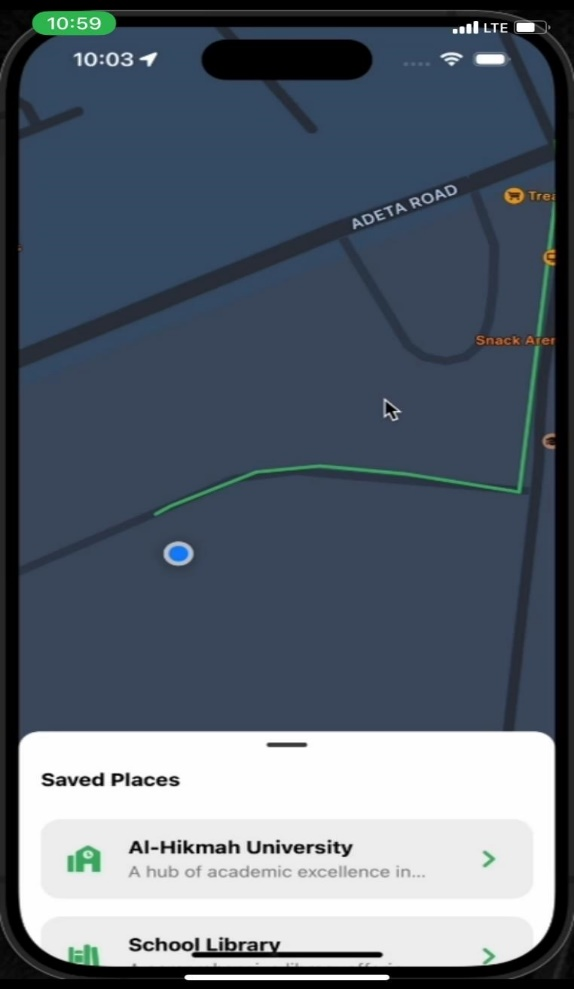 10:59
LTE
10:03
ADETA ROAD
Snack
Saved Places
Al-Hikmah University
A hub of academic excellence in...
School Library